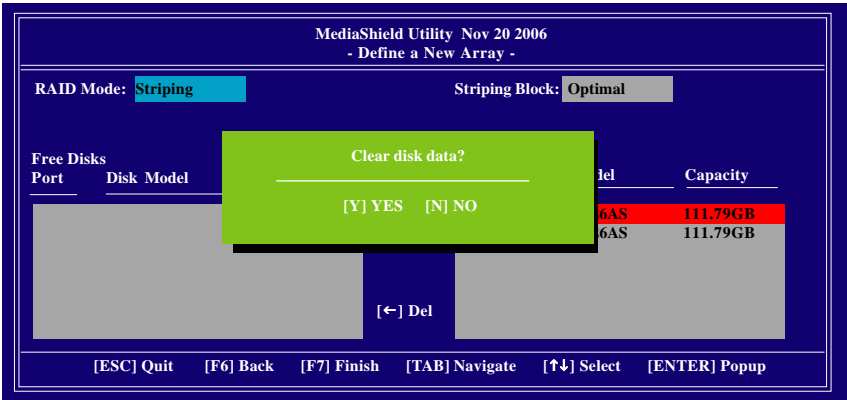 MediaShield Utility Nov 20 2006
- Define a New Array -
RAID Mode: Striping
Striping Block: Optimal
Clear disk data?
[Y] YES [N] NO
Free Disks
Port Disk Model
Capacity
6AS 111.79GB
6AS 111.79GB
[←] Del
[ESC] Quit [F6] Back [F7] Finish [TAB] Navigate [↑↓] Select [ENTER] Popup